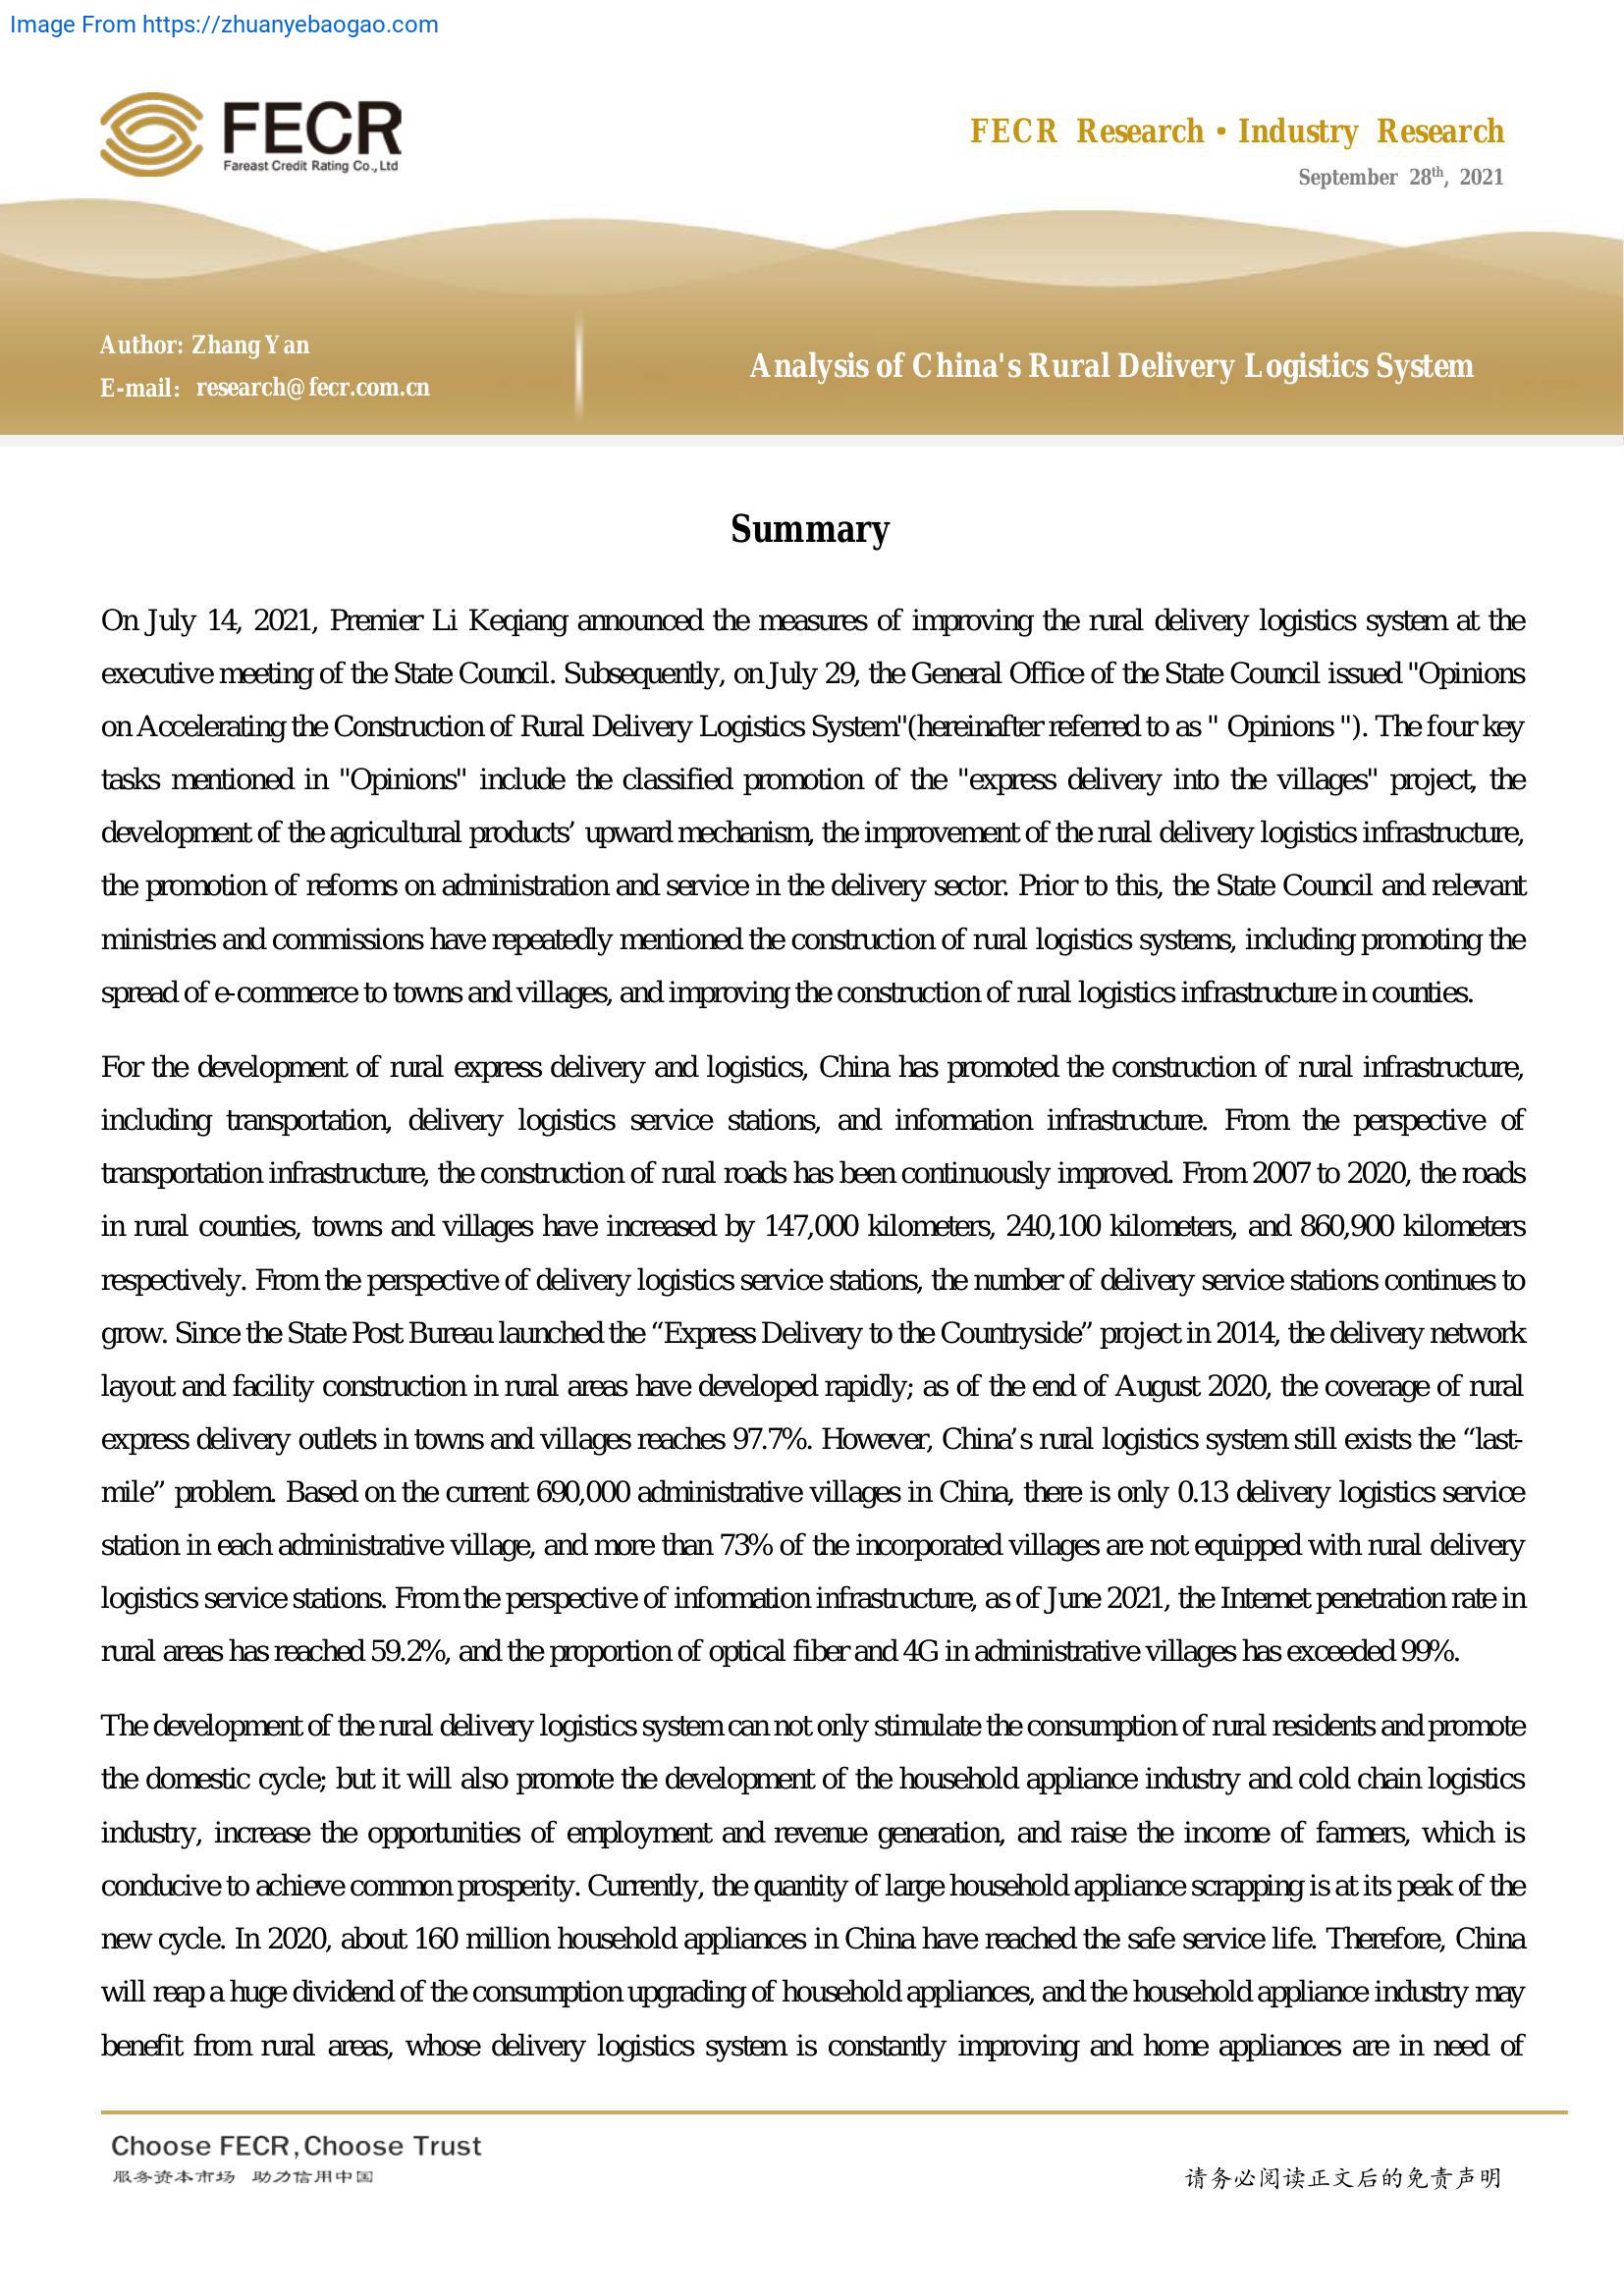 Image From https://zhuanyebaogao.com
FECR
Fareast Credit Rating Co., Ltd
FECR Research • Industry Research
September 28th, 2021
Author: Zhang Yan
E-mail: research@fecr.com.cn
Analysis of China's Rural Delivery Logistics System
Summary
On July 14, 2021, Premier Li Keqiang announced the measures of improving the rural delivery logistics system at the
executive meeting of the State Council. Subsequently, on July 29, the General Office of the State Council issued "Opinions
on Accelerating the Construction of Rural Delivery Logistics System"(hereinafter referred to as " Opinions "). The four key
tasks mentioned in "Opinions" include the classified promotion of the "express delivery into the villages" project, the
development of the agricultural products’ upward mechanism, the improvement of the rural delivery logistics infrastructure,
the promotion of reforms on administration and service in the delivery sector. Prior to this, the State Council and relevant
ministries and commissions have repeatedly mentioned the construction of rural logistics systems, including promoting the
spread of e-commerce to towns and villages, and improving the construction of rural logistics infrastructure in counties.
For the development of rural express delivery and logistics, China has promoted the construction of rural infrastructure,
including transportation, delivery logistics service stations, and information infrastructure. From the perspective of
transportation infrastructure, the construction of rural roads has been continuously improved. From 2007 to 2020, the roads
in rural counties, towns and villages have increased by 147,000 kilometers, 240,100 kilometers, and 860,900 kilometers
respectively. From the perspective of delivery logistics service stations, the number of delivery service stations continues to
grow. Since the State Post Bureau launched the “Express Delivery to the Countryside” project in 2014, the delivery network
layout and facility construction in rural areas have developed rapidly; as of the end of August 2020, the coverage of rural
express delivery outlets in towns and villages reaches 97.7%. However, China’s rural logistics system still exists the “last-
mile” problem. Based on the current 690,000 administrative villages in China, there is only 0.13 delivery logistics service
station in each administrative village, and more than 73% of the incorporated villages are not equipped with rural delivery
logistics service stations. From the perspective of information infrastructure, as of June 2021, the Internet penetration rate in
rural areas has reached 59.2%, and the proportion of optical fiber and 4G in administrative villages has exceeded 99%.
The development of the rural delivery logistics system can not only stimulate the consumption of rural residents and promote
the domestic cycle; but it will also promote the development of the household appliance industry and cold chain logistics
industry, increase the opportunities of employment and revenue generation, and raise the income of farmers, which is
conducive to achieve common prosperity. Currently, the quantity of large household appliance scrapping is at its peak of the
new cycle. In 2020, about 160 million household appliances in China have reached the safe service life. Therefore, China
will reap a huge dividend of the consumption upgrading of household appliances, and the household appliance industry may
benefit from rural areas, whose delivery logistics system is constantly improving and home appliances are in need of
Choose FECR, Choose Trust
服务资本市场 助力信用中国
请务必阅读正文后的免责声明